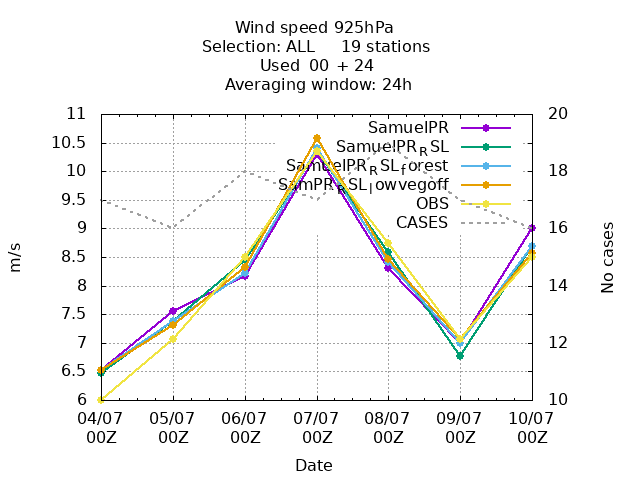 Wind speed 925hPa
Selection: ALL 19 stations
Used 00 + 24
Averaging window: 24h
11
10.5
10
9.5
9
8.5
8
7.5
7
6.5
6
m/s
20
18
16
14
12
10
No cases
SamuelPR
SamuelPR_RSL
SamuelPR_RSL_forest
SamPR_RSL_lowvegoff
OBS
CASES
04/07 05/07 06/07 07/07 08/07 09/07 10/07
00Z 00Z 00Z 00Z 00Z 00Z 00Z
Date